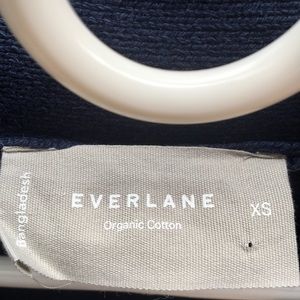 Bangladesh
EVERLANE
Organic Cotton
XS